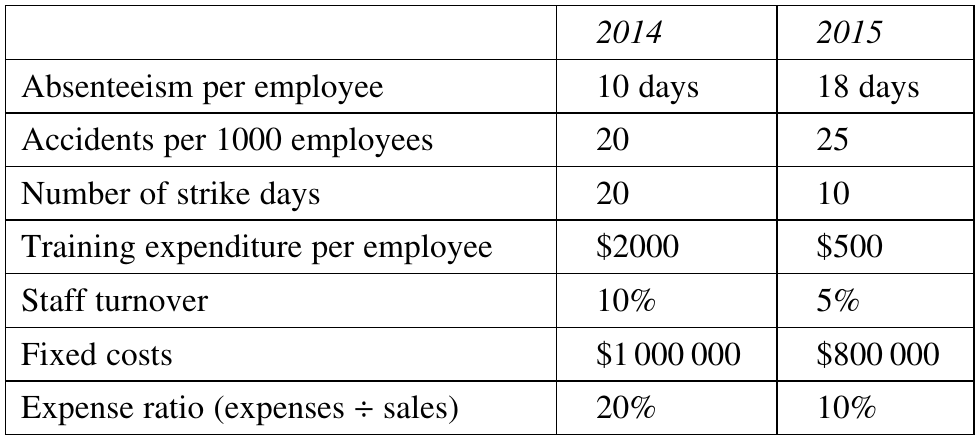 2014 2015
Absenteeism per employee 10 days 18 days
Accidents per 1000 employees 20 25
Number of strike days 20 10
Training expenditure per employee $2000 $500
Staff turnover 10% 5%
Fixed costs $1 000 000 $800 000
Expense ratio (expenses ÷ sales) 20% 10%